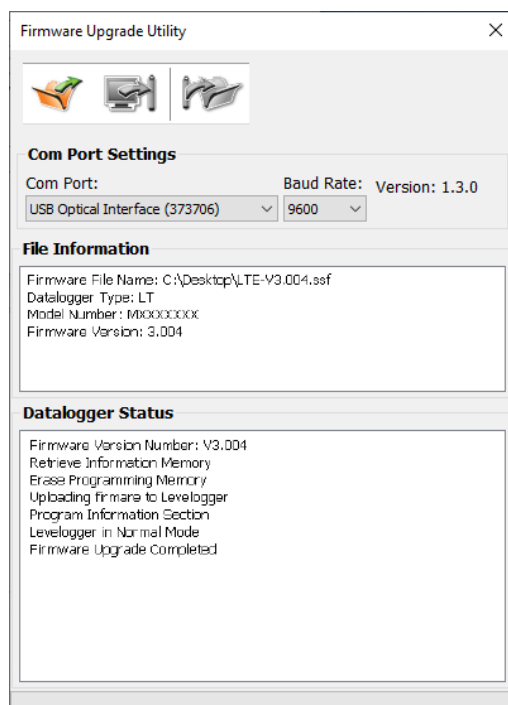 Firmware Upgrade Utility
Com Port Settings
Com Port:
Baud Rate:
Version: 1.3.0
USB Optical Interface (373706)
9600
File Information
Firmware File Name: C:\Desktop\LTE-V3.004.ssf
Datalogger Type: LT
Model Number: MXXXXXXX
Firmware Version: 3.004
Datalogger Status
Firmware Version Number: V3.004
Retrieve Information Memory
Erase Programming Memory
Uploading firmare to Levelogger
Program Information Section
Levelogger in Normal Mode
Firmware Upgrade Completed